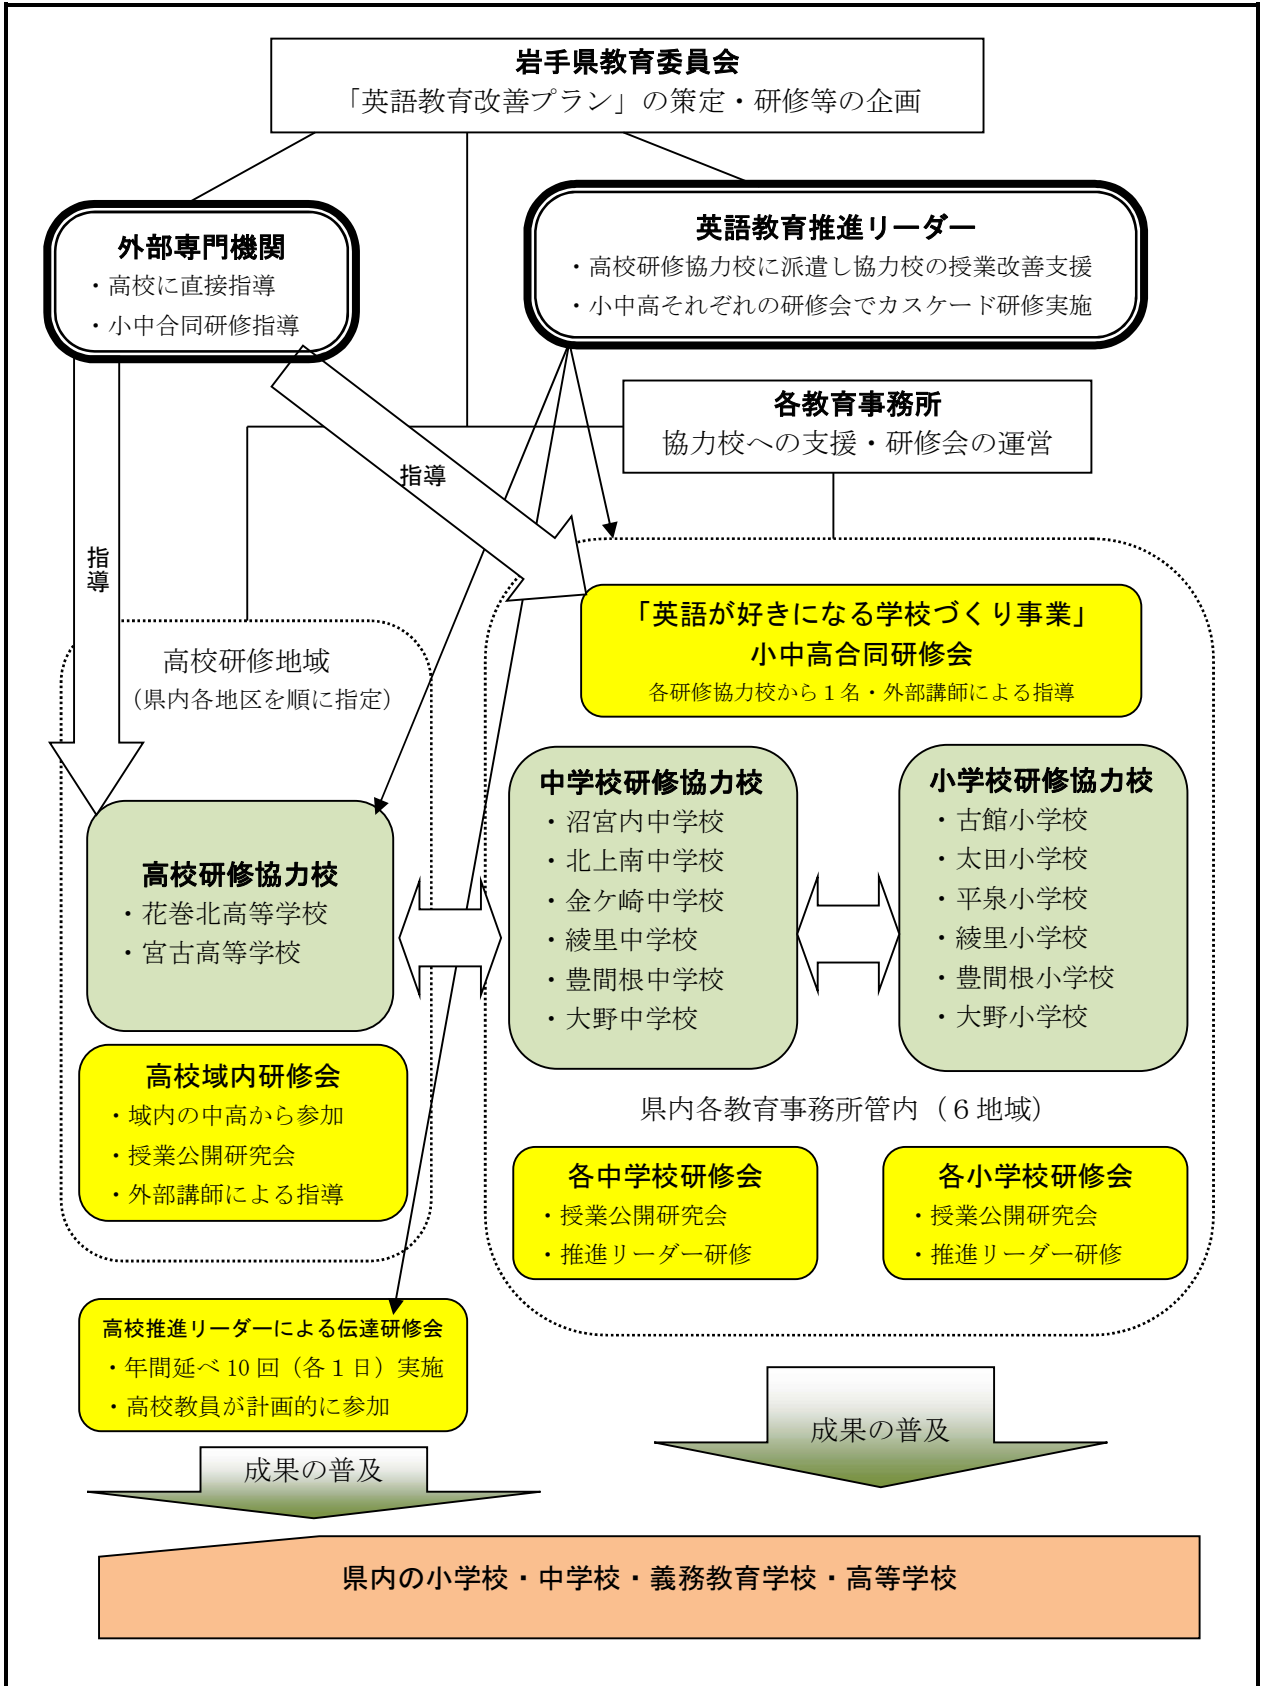 岩手県教育委員会
「英語教育改善プラン」の策定・研修等の企画
外部専門機関
・高校に直接指導
・小中合同研修指導
英語教育推進リーダー
・高校研修協力校に派遣し協力校の授業改善支援
・小中高それぞれの研修会でカスケード研修実施
各教育事務所
協力校への支援・研修会の運営
指導
指導
高校研修地域
（県内各地区を順に指定）
「英語が好きになる学校づくり事業」
小中高合同研修会
各研修協力校から１名・外部講師による指導
高校研修協力校
・花巻北高等学校
・宮古高等学校
中学校研修協力校
・沼宮内中学校
・北上南中学校
・金ケ崎中学校
・綾里中学校
・豊間根中学校
・大野中学校
小学校研修協力校
・古館小学校
・太田小学校
・平泉小学校
・綾里小学校
・豊間根小学校
・大野小学校
高校域内研修会
・域内の中高から参加
・授業公開研究会
・外部講師による指導
県内各教育事務所管内（６地域）
各中学校研修会
・授業公開研究会
・推進リーダー研修
各小学校研修会
・授業公開研究会
・推進リーダー研修
高校推進リーダーによる伝達研修会
・年間延べ 10 回（各１日）実施
・高校教員が計画的に参加
成果の普及
成果の普及
県内の小学校・中学校・義務教育学校・高等学校